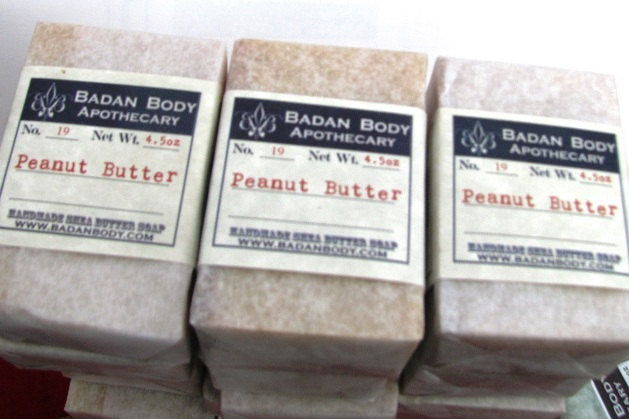 BADAN BODY
APOTHECARY
No. 19 Net Wt. 4.5oz
Peanut Butter
HANDMADE SHEA BUTTER SOAP
WWW.BADANBODY.COM
BADAN BODY
APOTHECARY
No. 19 Net Wt. 4.5oz
Peanut Butter
HANDMADE SHEA BUTTER SOAP
WWW.BADANBODY.COM
BADAN BODY
APOTHECARY
No. 19 Net Wt. 4.5oz
Peanut Butter
HANDMADE SHEA BUTTER SOAP
WWW.BADANBODY.COM